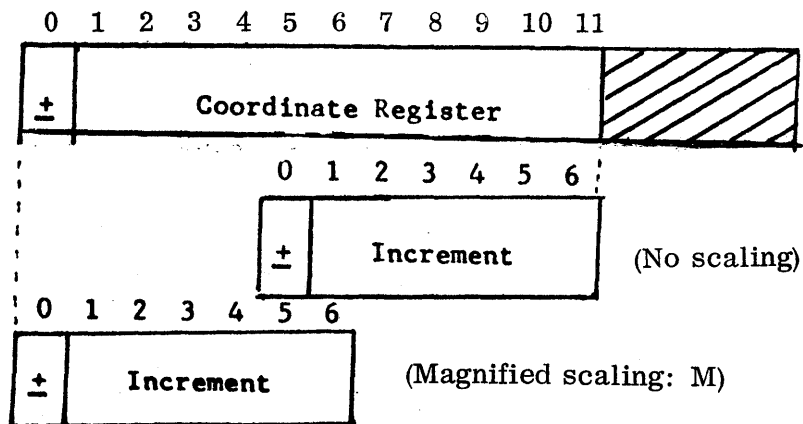 0 1 2 3 4 5 6 7 8 9 10 11
± Coordinate Register
0 1 2 3 4 5 6
± Increment (No scaling)
0 1 2 3 4 5 6
± Increment (Magnified scaling: M)